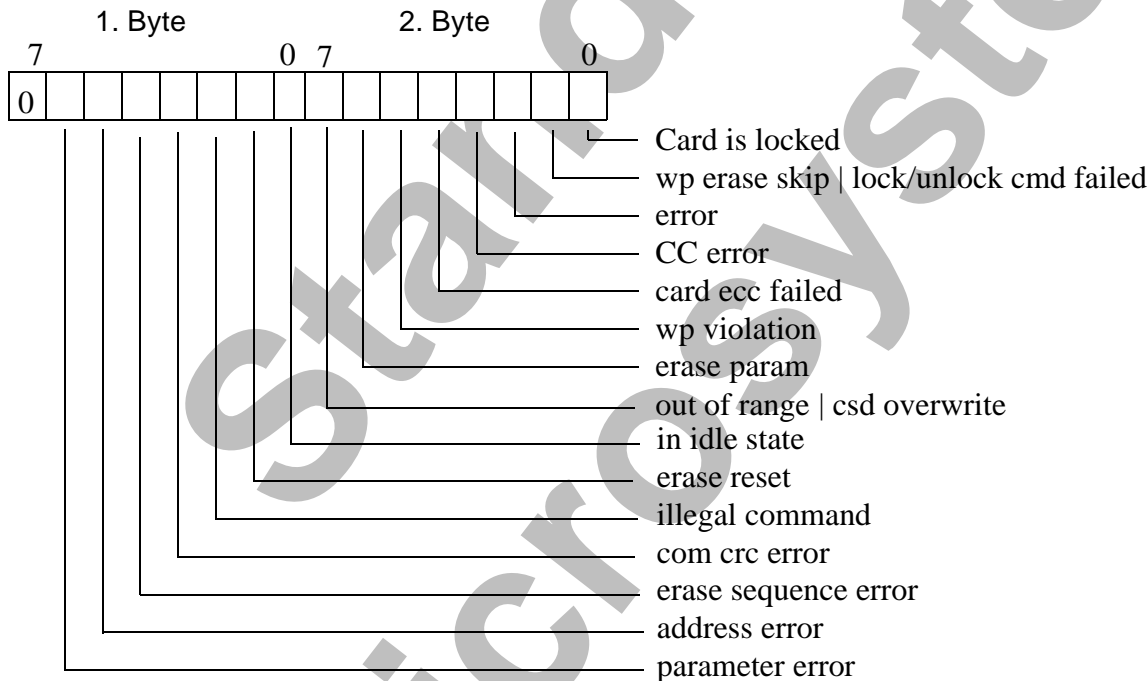 1. Byte 2. Byte
7 0 7 0
0
Card is locked
wp erase skip | lock/unlock cmd failed
error
CC error
card ecc failed
wp violation
erase param
out of range | csd overwrite
in idle state
erase reset
illegal command
com crc error
erase sequence error
address error
parameter error